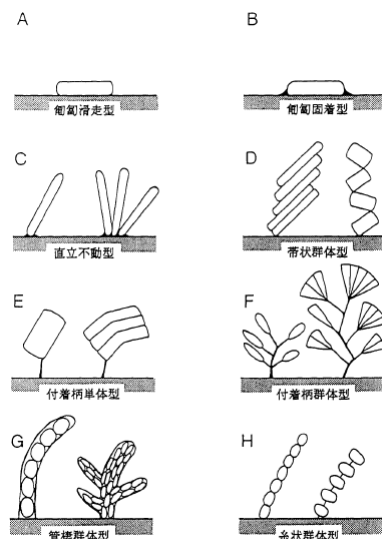 A
B
匍匐滑走型
匍匐固着型
C
D
直立不動型
帯状群体型
E
F
付着柄単体型
付着柄群体型
G
H
管棲群体型
糸状群体型